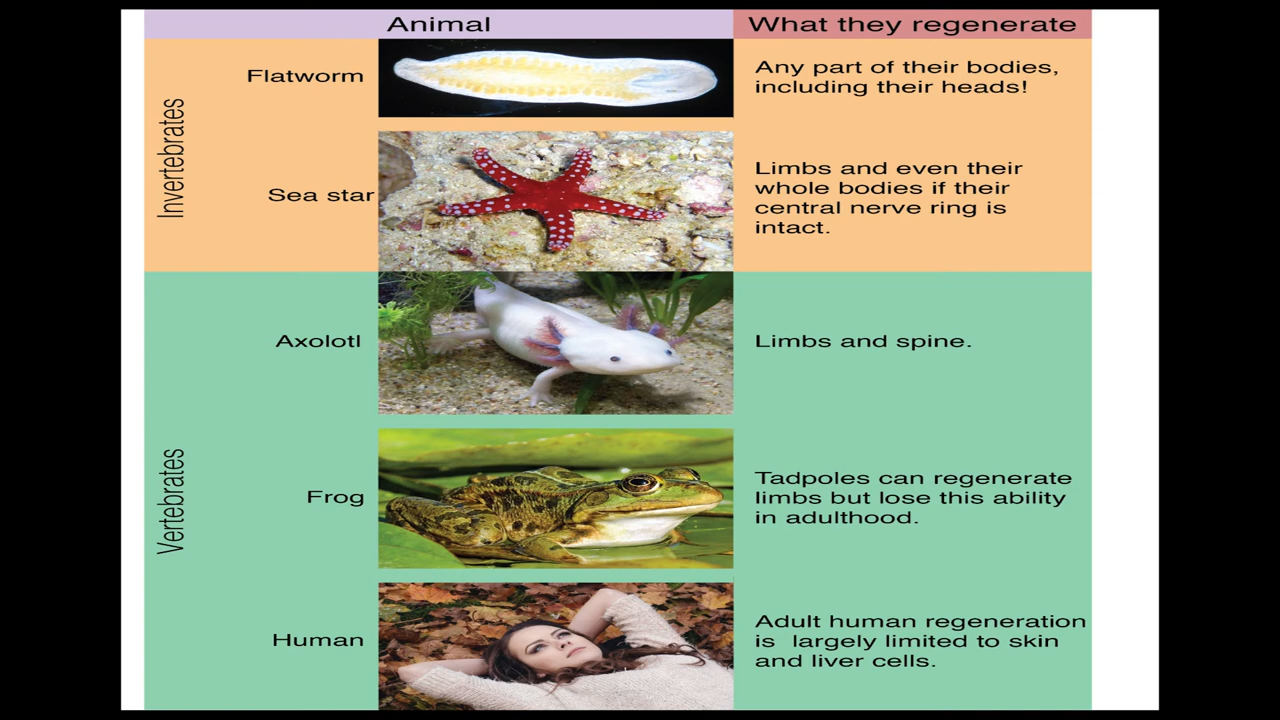 Animal
What they regenerate
Invertebrates
Flatworm
Any part of their bodies,
including their heads!
Sea star
Limbs and even their
whole bodies if their
central nerve ring is
intact.
Vertebrates
Axolotl
Limbs and spine.
Frog
Tadpoles can regenerate
limbs but lose this ability
in adulthood.
Human
Adult human regeneration
is largely limited to skin
and liver cells.